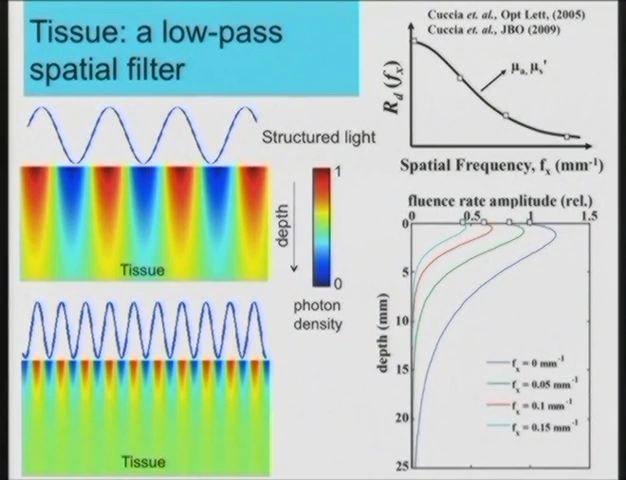 Tissue: a low-pass
spatial filter
Structured light
Tissue
depth
1
0
photon
density
Tissue
Cuccia et. al., Opt Lett, (2005)
Cuccia et. al., JBO (2009)
R_d (f_x)
μ_a, μ_s'
Spatial Frequency, f_x (mm⁻¹)
fluence rate amplitude (rel.)
0 0.5 1 1.5
0
5
10
15
20
25
depth (mm)
f_x = 0 mm⁻¹
f_x = 0.05 mm⁻¹
f_x = 0.1 mm⁻¹
f_x = 0.15 mm⁻¹